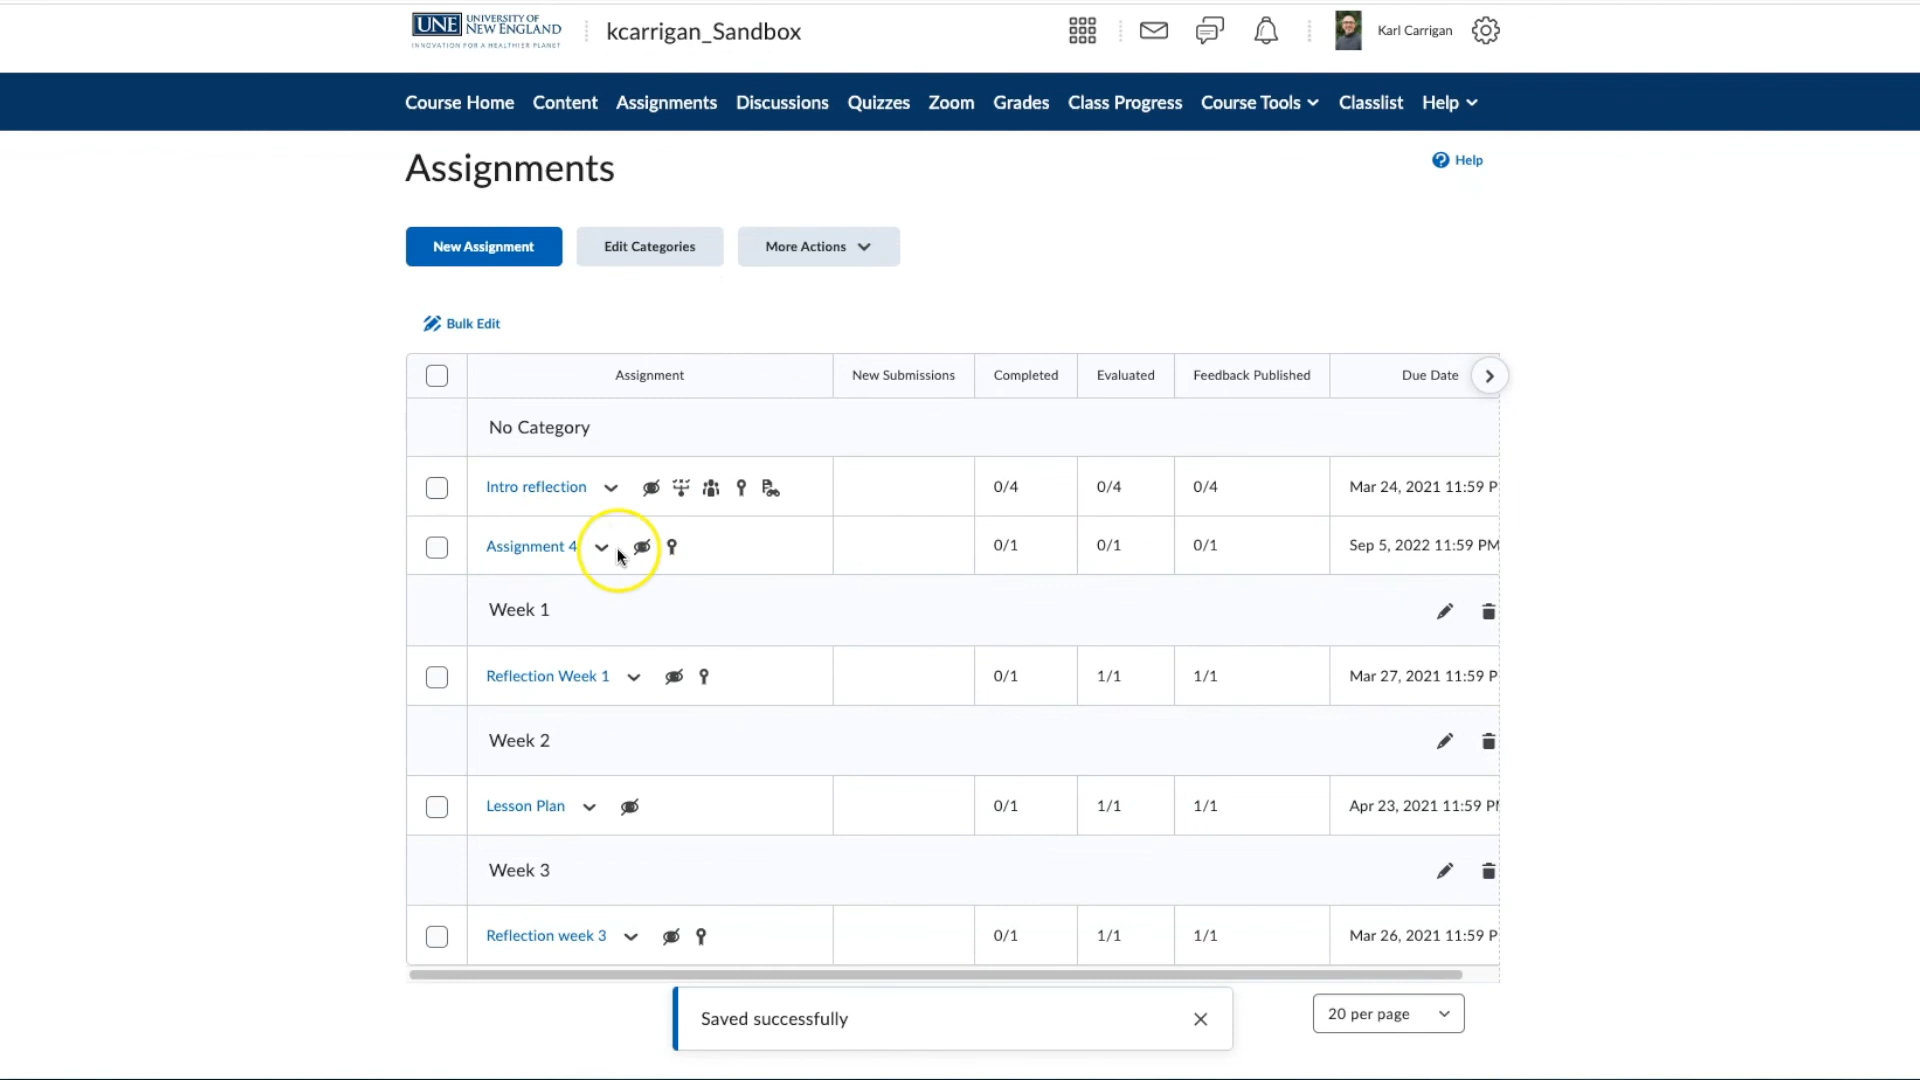 UNE UNIVERSITY OF NEW ENGLAND
INNOVATION FOR A HEALTHIER PLANET
kcarrigan_Sandbox
Karl Carrigan
Course Home Content Assignments Discussions Quizzes Zoom Grades Class Progress Course Tools Classlist Help
Assignments
Help
New Assignment Edit Categories More Actions
Bulk Edit
Assignment New Submissions Completed Evaluated Feedback Published Due Date
No Category
Intro reflection 0/4 0/4 0/4 Mar 24, 2021 11:59 P
Assignment 4 0/1 0/1 0/1 Sep 5, 2022 11:59 PM
Week 1
Reflection Week 1 0/1 1/1 1/1 Mar 27, 2021 11:59 P
Week 2
Lesson Plan 0/1 1/1 1/1 Apr 23, 2021 11:59 PM
Week 3
Reflection week 3 0/1 1/1 1/1 Mar 26, 2021 11:59 P
Saved successfully
20 per page